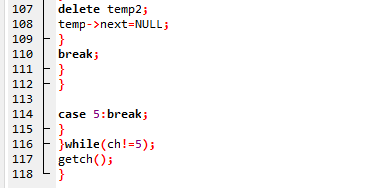 107 delete temp2;
108 temp->next=NULL;
109 }
110 break;
111 }
112 }
113
114 case 5:break;
115 }
116 }while(ch!=5);
117 getch();
118 }